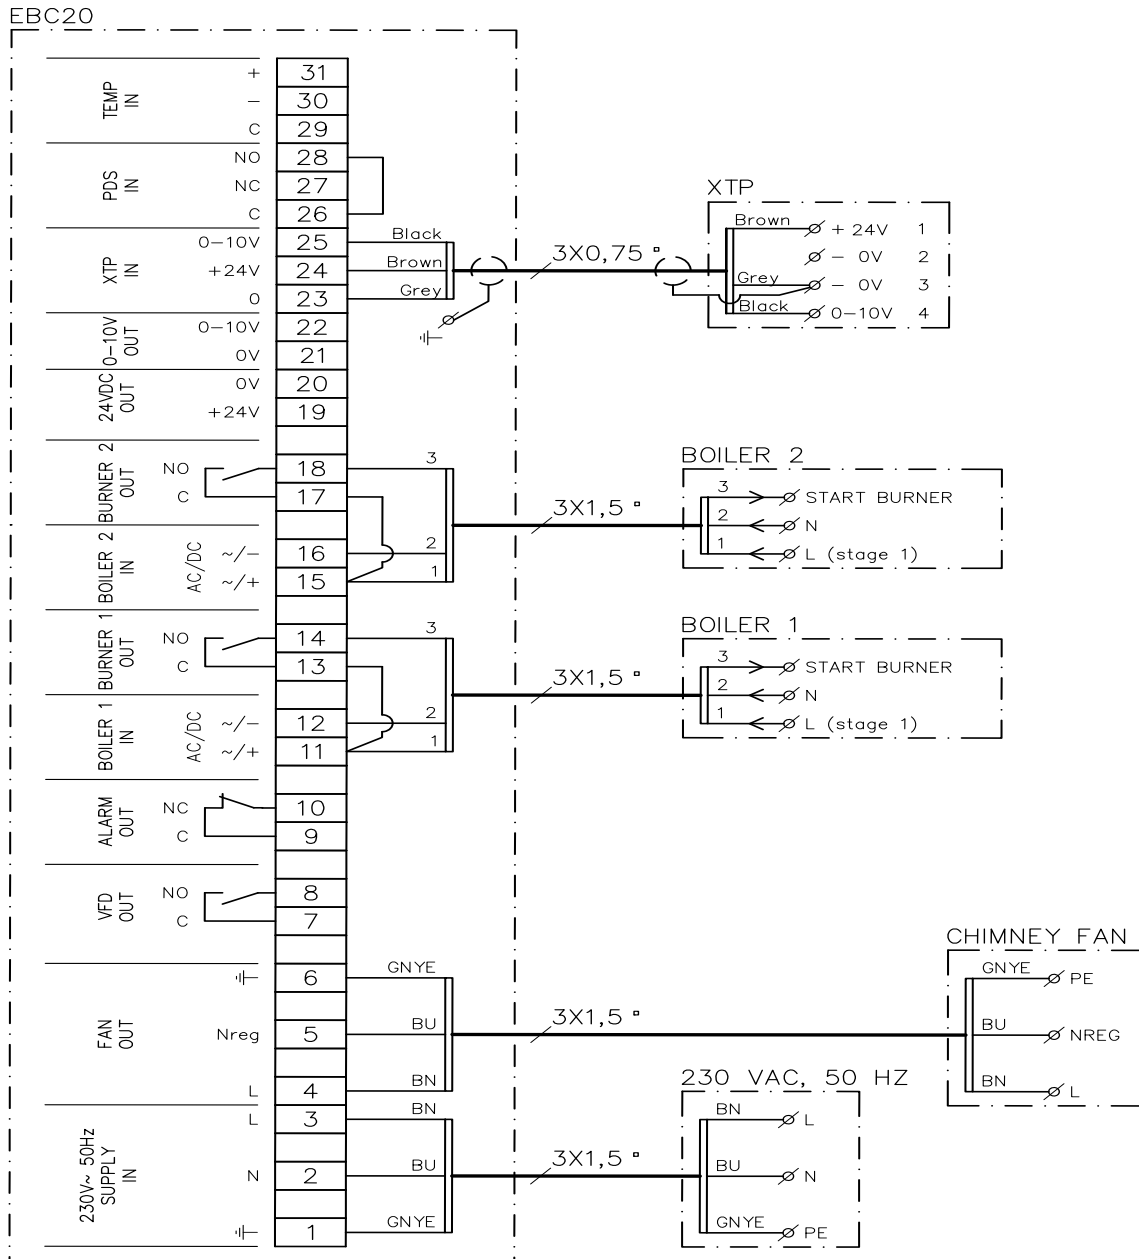 EBC20
TEMP IN
+ 31
− 30
C 29
PDS IN
NO 28
NC 27
C 26
XTP IN
0−10V 25 Black
+24V 24 Brown
0 23 Grey
3X0,75 ▫
XTP
Brown + 24V 1
− 0V 2
Grey − 0V 3
Black 0−10V 4
0−10V OUT
0−10V 22
0V 21
24VDC OUT
0V 20
+24V 19
BURNER 2 OUT
NO 18 3
C 17
BOILER 2 IN
AC/DC
~/− 16 2
~/+ 15 1
3X1,5 ▫
BOILER 2
3 START BURNER
2 N
1 L (stage 1)
BURNER 1 OUT
NO 14 3
C 13
BOILER 1 IN
AC/DC
~/− 12 2
~/+ 11 1
3X1,5 ▫
BOILER 1
3 START BURNER
2 N
1 L (stage 1)
ALARM OUT
NC 10
C 9
VFD OUT
NO 8
C 7
FAN OUT
6 GNYE
Nreg 5 BU
L 4 BN
3X1,5 ▫
CHIMNEY FAN
GNYE PE
BU NREG
BN L
230V~ 50Hz SUPPLY IN
L 3 BN
N 2 BU
1 GNYE
3X1,5 ▫
230 VAC, 50 HZ
BN L
BU N
GNYE PE